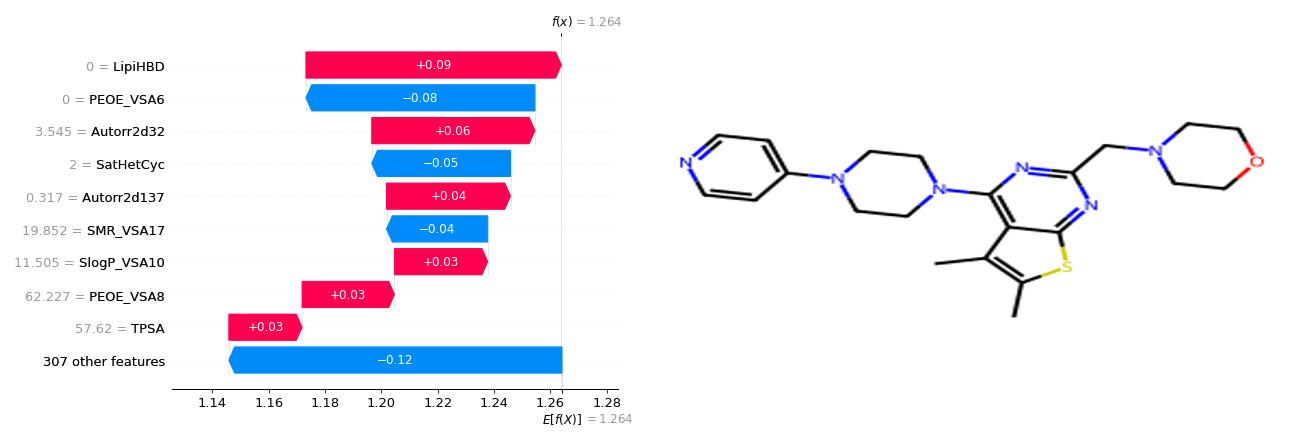 f(x) = 1.264
0 = LipiHBD
+0.09
0 = PEOE_VSA6
−0.08
3.545 = Autorr2d32
+0.06
2 = SatHetCyc
−0.05
0.317 = Autorr2d137
+0.04
19.852 = SMR_VSA17
−0.04
11.505 = SlogP_VSA10
+0.03
62.227 = PEOE_VSA8
+0.03
57.62 = TPSA
+0.03
307 other features
−0.12
1.14 1.16 1.18 1.20 1.22 1.24 1.26 1.28
E[f(X)] = 1.264
N
N
N
N
N
N
O
S